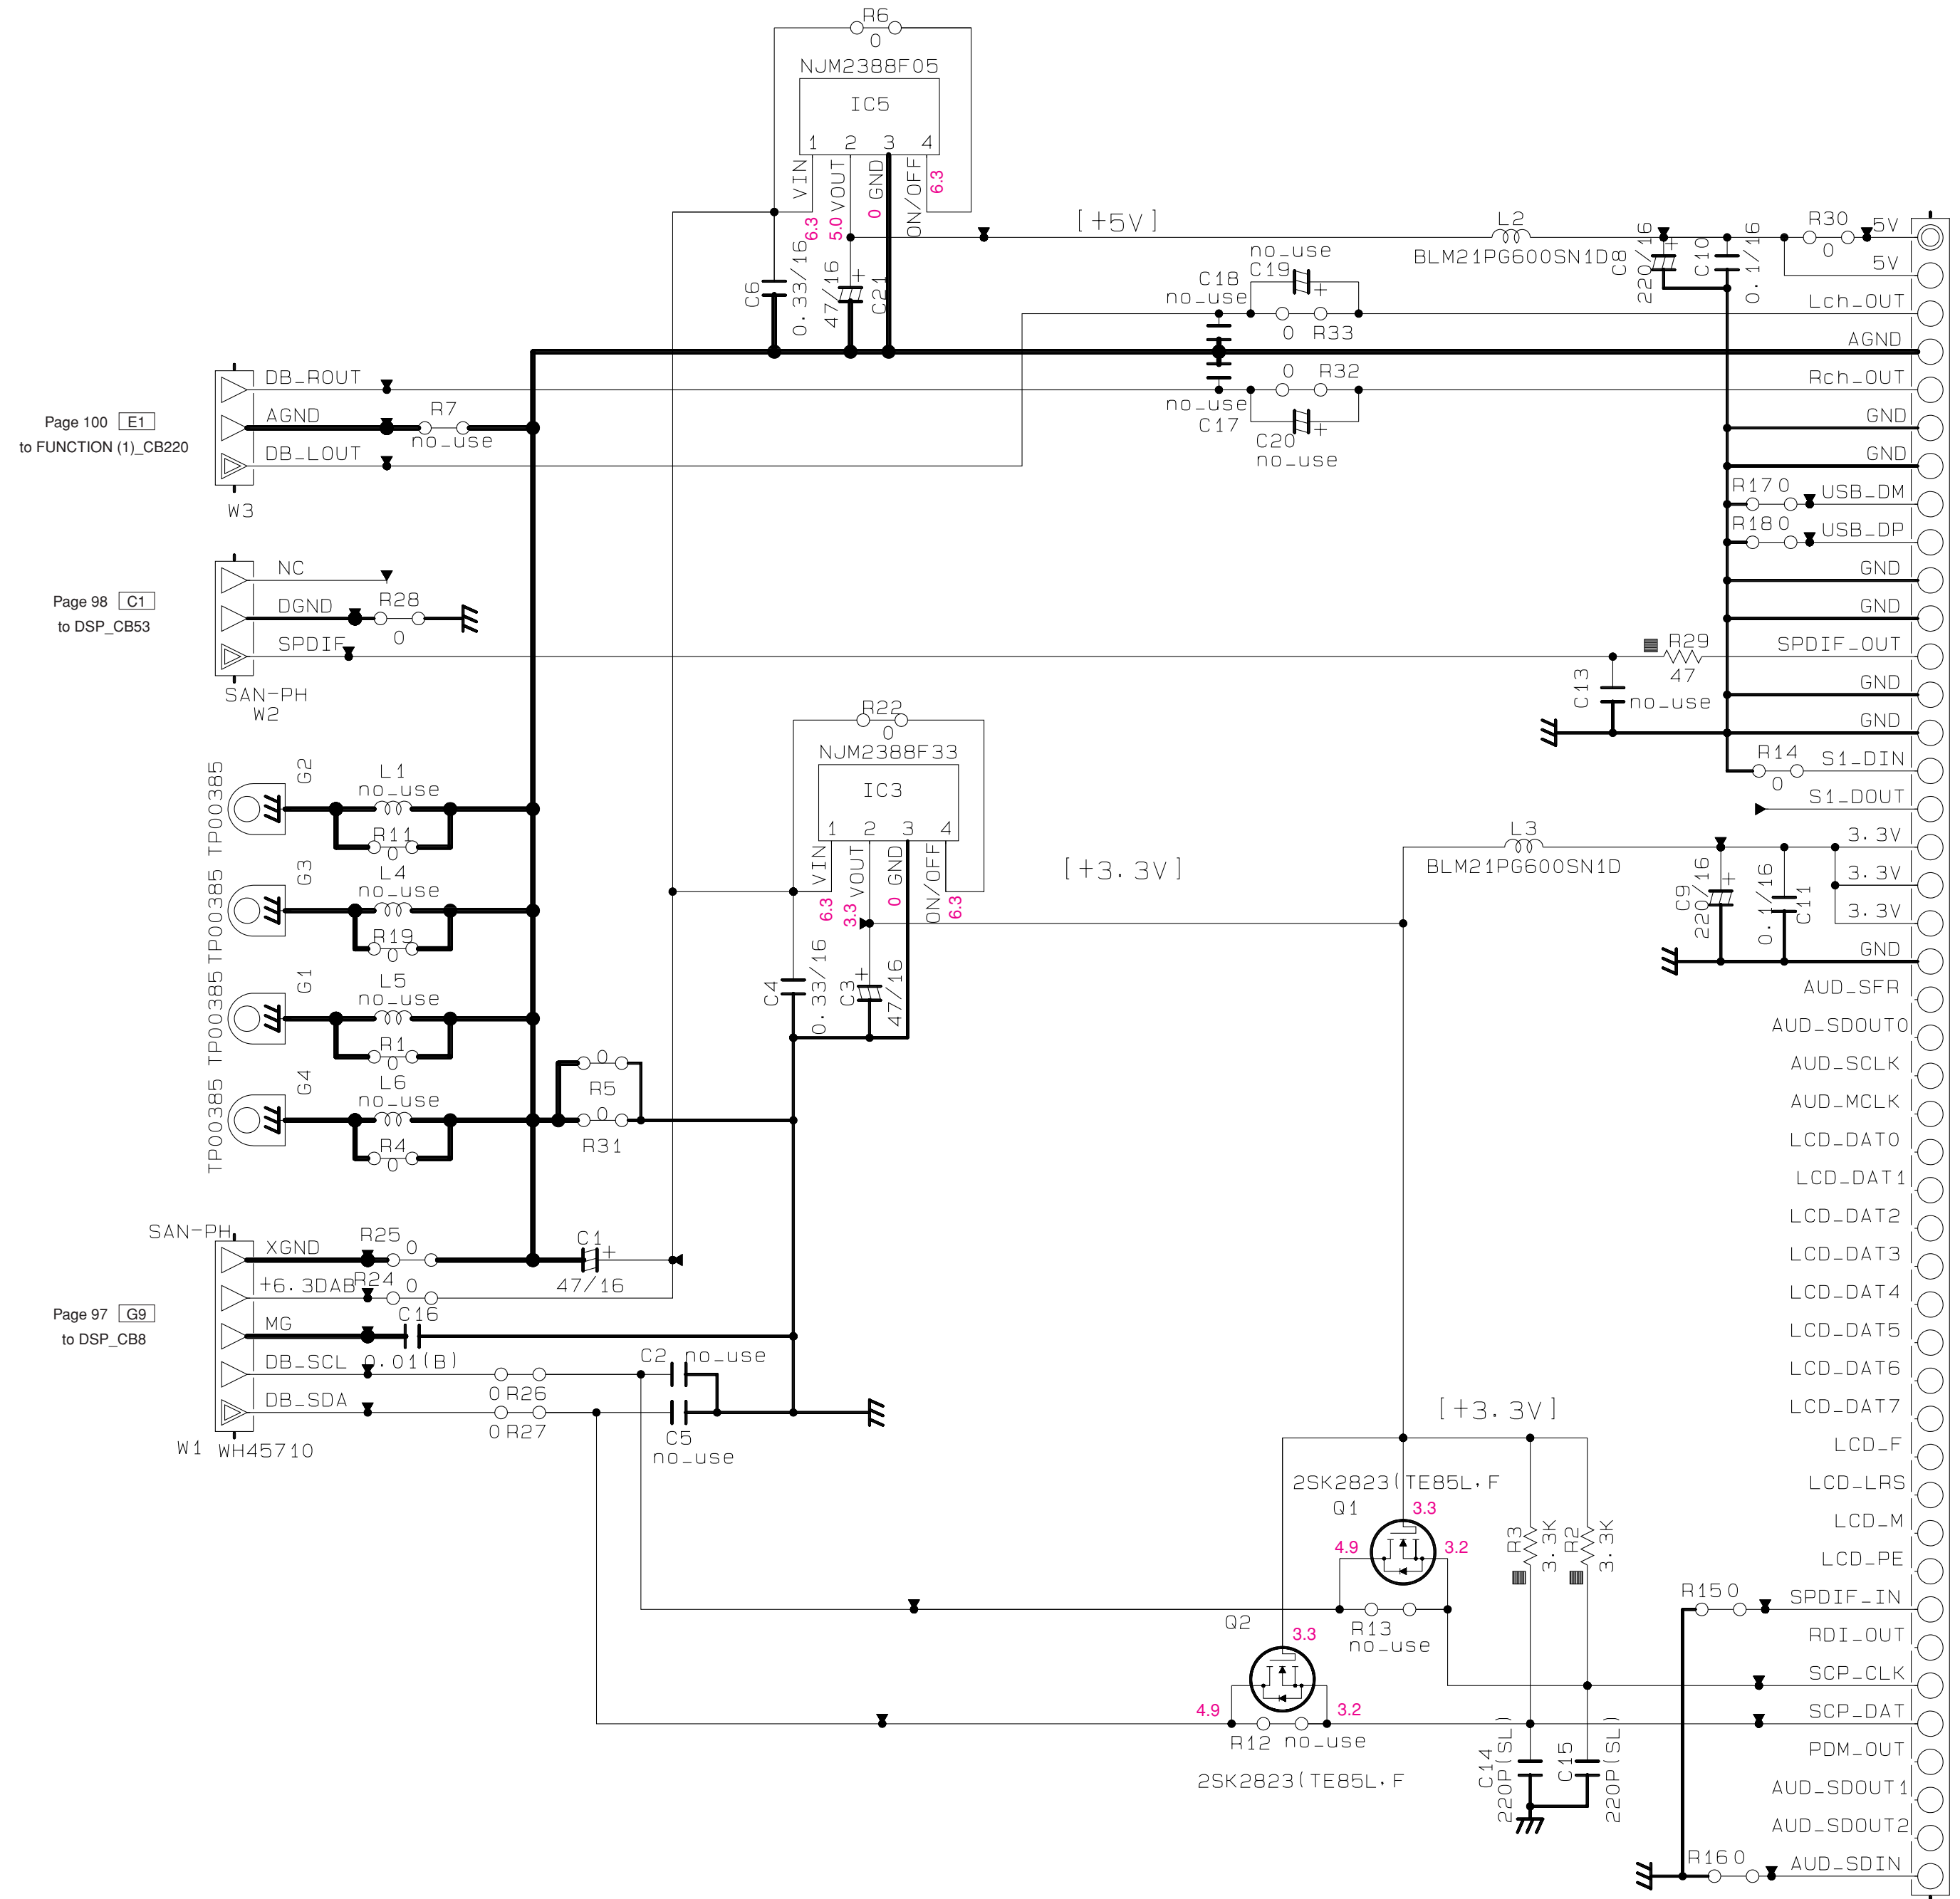 R6
0
NJM2388F05
IC5
1 2 3 4
VIN
VOUT
GND
ON/OFF
6.3
5.0
0
6.3
[+5V]
L2
BLM21PG600SN1D
C8
220/16
+
C10
0.1/16
R30
0
5V
5V
C6
0.33/16
47/16
+
C21
no_use
C19
+
C18
no_use
0 R33
Lch_OUT
AGND
0 R32
Rch_OUT
no_use
C17
C20
+
no_use
Page 100 E1
to FUNCTION (1)_CB220
DB_ROUT
AGND
R7
no_use
DB_LOUT
W3
GND
GND
R17 0
USB_DM
R18 0
USB_DP
GND
GND
Page 98 C1
to DSP_CB53
NC
DGND
R28
0
SPDIF
SAN-PH
W2
R29
47
SPDIF_OUT
C13
no_use
GND
GND
R14
0
S1_DIN
S1_DOUT
R22
0
NJM2388F33
IC3
1 2 3 4
VIN
VOUT
GND
ON/OFF
6.3
3.3
0
6.3
[+3.3V]
L3
BLM21PG600SN1D
C9
220/16
+
0.1/16
C11
3.3V
3.3V
3.3V
GND
C4
0.33/16
C3
+
47/16
TP00385
G2
L1
no_use
R11
0
TP00385
G3
L4
no_use
R19
0
TP00385
G1
L5
no_use
R1
0
TP00385
G4
L6
no_use
R4
0
0
R5
0
R31
AUD_SFR
AUD_SDOUT0
AUD_SCLK
AUD_MCLK
LCD_DAT0
LCD_DAT1
LCD_DAT2
LCD_DAT3
LCD_DAT4
LCD_DAT5
LCD_DAT6
LCD_DAT7
LCD_F
LCD_LRS
LCD_M
LCD_PE
SAN-PH
Page 97 G9
to DSP_CB8
XGND
R25
0
C1
+
47/16
+6.3DAB
R24
0
MG
C16
0.01(B)
DB_SCL
0 R26
C2 no_use
DB_SDA
0 R27
C5
no_use
W1 WH45710
[+3.3V]
2SK2823(TE85L,F
Q1
3.3
4.9
3.2
R13
no_use
R3
3.3K
R2
3.3K
Q2
3.3
4.9
3.2
R12 no_use
2SK2823(TE85L,F
C14
220P(SL)
C15
220P(SL)
R15 0
SPDIF_IN
RDI_OUT
SCP_CLK
SCP_DAT
PDM_OUT
AUD_SDOUT1
AUD_SDOUT2
R16 0
AUD_SDIN